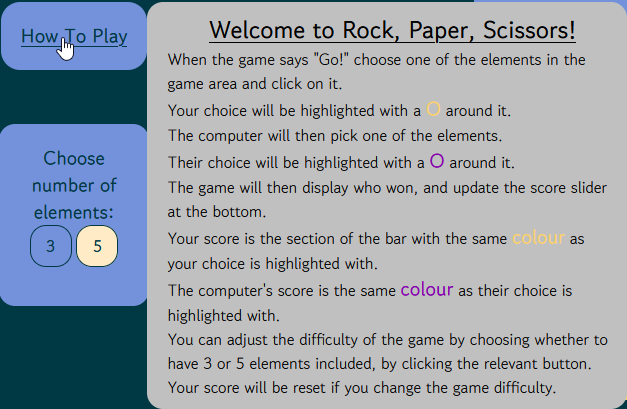 How To Play
Choose
number of
elements:
3 5
Welcome to Rock, Paper, Scissors!
When the game says "Go!" choose one of the elements in the
game area and click on it.
Your choice will be highlighted with a O around it.
The computer will then pick one of the elements.
Their choice will be highlighted with a O around it.
The game will then display who won, and update the score slider
at the bottom.
Your score is the section of the bar with the same colour as
your choice is highlighted with.
The computer's score is the same colour as their choice is
highlighted with.
You can adjust the difficulty of the game by choosing whether to
have 3 or 5 elements included, by clicking the relevant button.
Your score will be reset if you change the game difficulty.